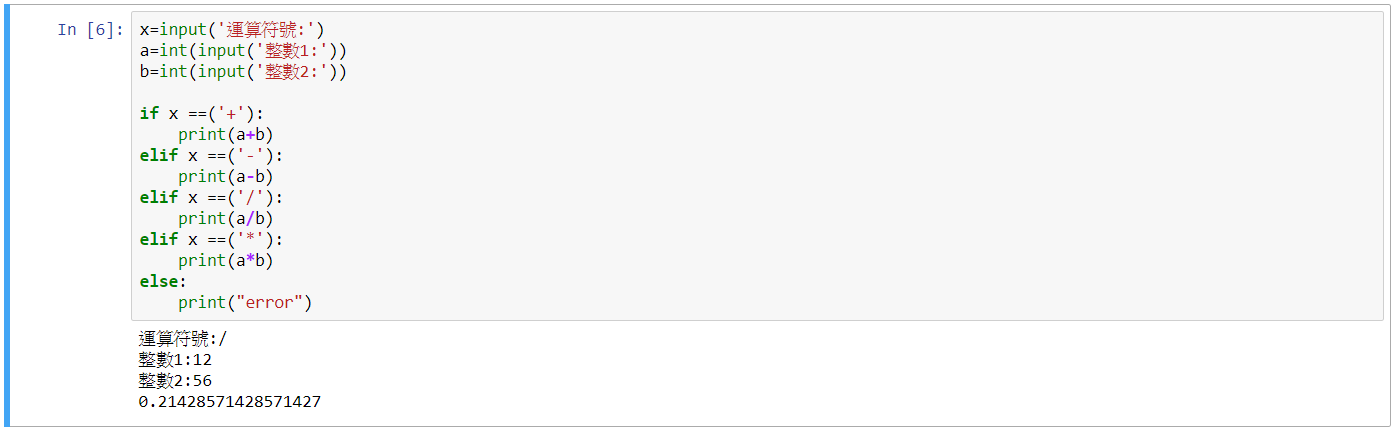 In [6]: x=input('運算符號:')
a=int(input('整數1:'))
b=int(input('整數2:'))
if x ==('+'):
    print(a+b)
elif x ==('-'):
    print(a-b)
elif x ==('/'):
    print(a/b)
elif x ==('*'):
    print(a*b)
else:
    print("error")
運算符號:/
整數1:12
整數2:56
0.21428571428571427